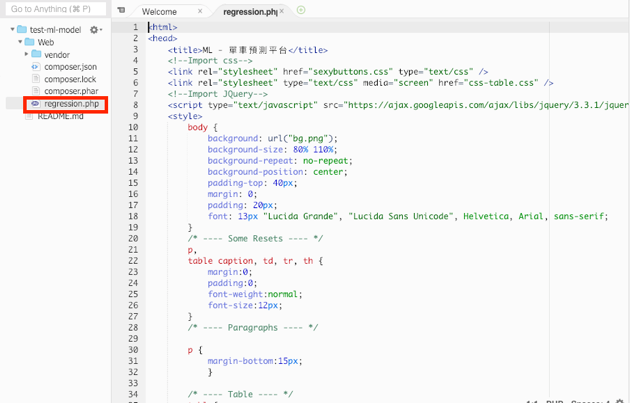 Go to Anything (⌘ P)
Welcome
regression.php
test-ml-model
Web
vendor
composer.json
composer.lock
composer.phar
regression.php
README.md
1 <html>
2 <head>
3 <title>ML - 單車預測平台</title>
4 <!--Import css-->
5 <link rel="stylesheet" href="sexybuttons.css" type="text/css" />
6 <link rel="stylesheet" type="text/css" media="screen" href="css-table.css" />
7 <!--Import JQuery-->
8 <script type="text/javascript" src="https://ajax.googleapis.com/ajax/libs/jquery/3.3.1/jquer
9 <style>
10 body {
11 background: url("bg.png");
12 background-size: 80% 110%;
13 background-repeat: no-repeat;
14 background-position: center;
15 padding-top: 40px;
16 margin: 0;
17 padding: 20px;
18 font: 13px "Lucida Grande", "Lucida Sans Unicode", Helvetica, Arial, sans-serif;
19 }
20 /* ---- Some Resets ---- */
21 p,
22 table caption, td, tr, th {
23 margin:0;
24 padding:0;
25 font-weight:normal;
26 font-size:12px;
27 }
28 /* ---- Paragraphs ---- */
29
30 p {
31 margin-bottom:15px;
32 }
33
34 /* ---- Table ---- */